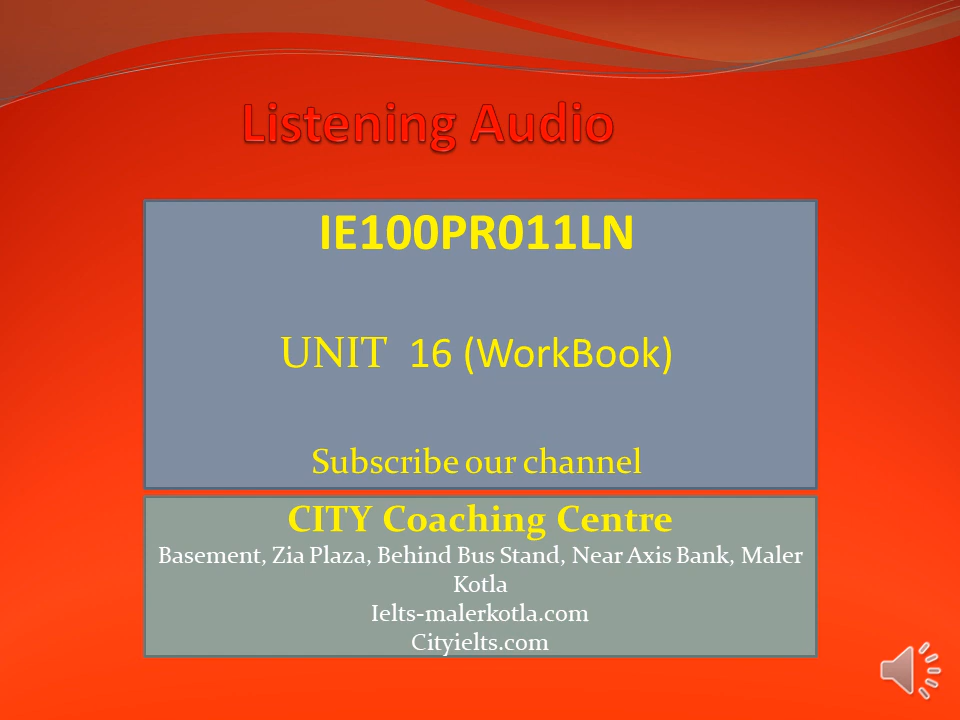 Listening Audio
IE100PR011LN
UNIT 16 (WorkBook)
Subscribe our channel
CITY Coaching Centre
Basement, Zia Plaza, Behind Bus Stand, Near Axis Bank, Maler
Kotla
Ielts-malerkotla.com
Cityielts.com